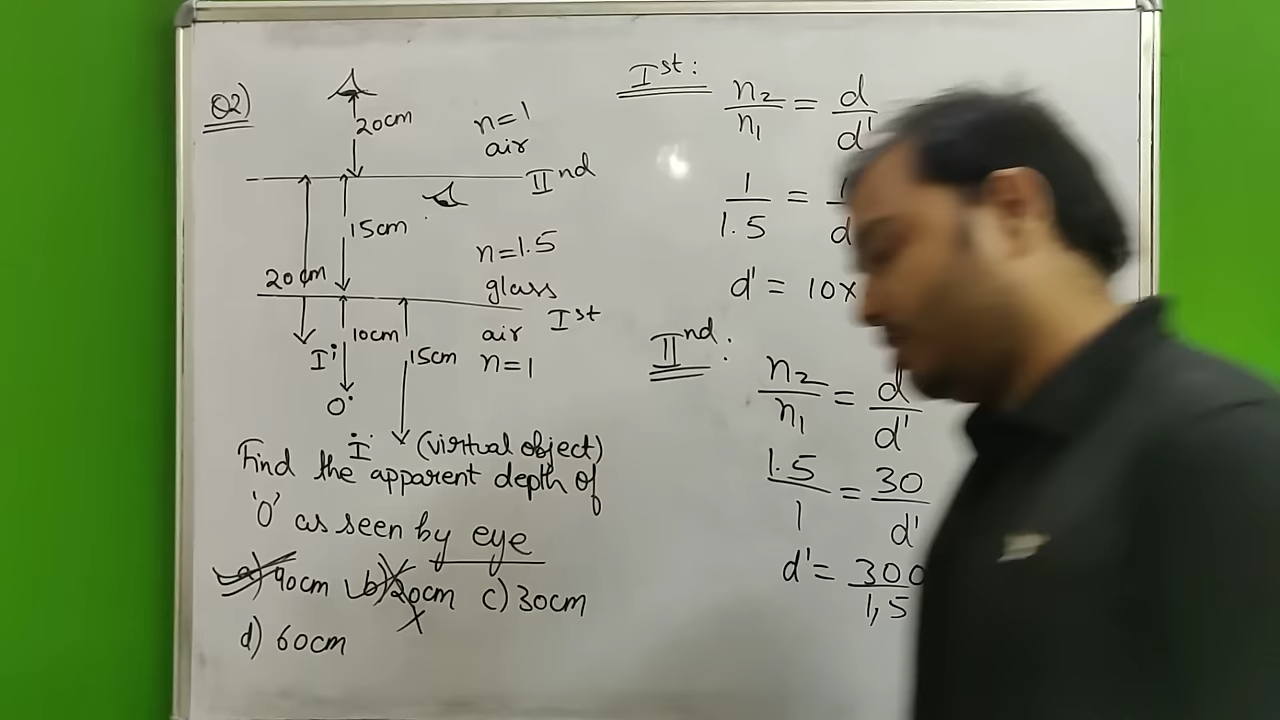 Q2)
20cm
n=1
air
IInd
15cm
n=1.5
20cm
glass
Ist
air
10cm
I'
15cm
n=1
O
I (virtual object)
Find the apparent depth of
'O' as seen by eye
a) 40cm b) 20cm c) 30cm
d) 60cm
Ist:
n2/n1 = d/d'
1/1.5 =
d' = 10x
IInd:
n2/n1 = d/d'
1.5/1 = 30/d'
d' = 300/1,5